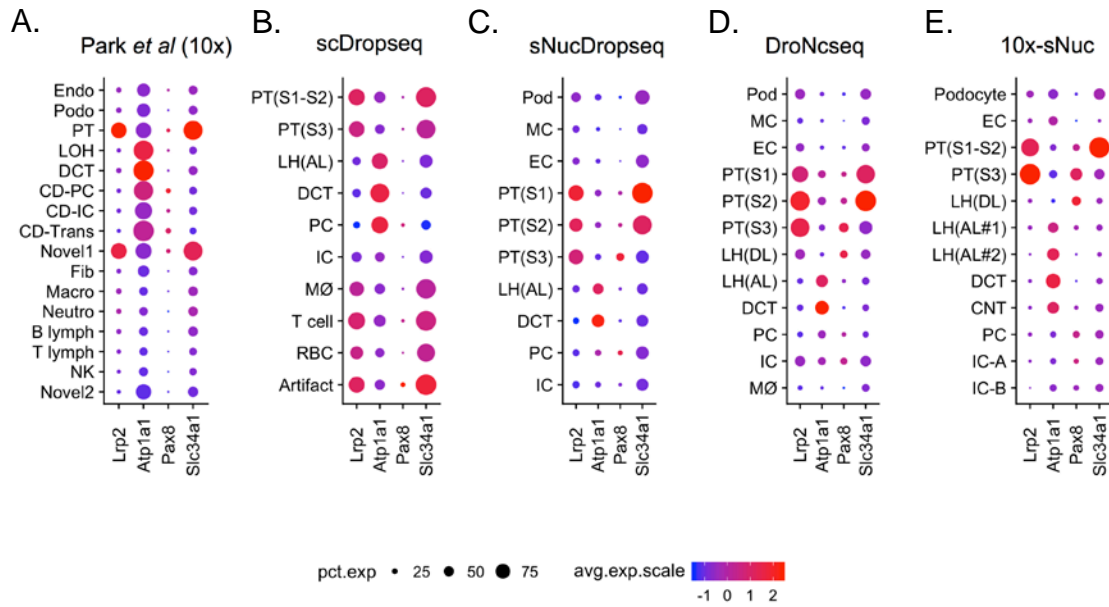 A.
Park et al (10x)
Endo
Podo
PT
LOH
DCT
CD-PC
CD-IC
CD-Trans
Novel1
Fib
Macro
Neutro
B lymph
T lymph
NK
Novel2
Lrp2
Atp1a1
Pax8
Slc34a1
B.
scDropseq
PT(S1-S2)
PT(S3)
LH(AL)
DCT
PC
IC
MØ
T cell
RBC
Artifact
Lrp2
Atp1a1
Pax8
Slc34a1
C.
sNucDropseq
Pod
MC
EC
PT(S1)
PT(S2)
PT(S3)
LH(AL)
DCT
PC
IC
Lrp2
Atp1a1
Pax8
Slc34a1
D.
DroNcseq
Pod
MC
EC
PT(S1)
PT(S2)
PT(S3)
LH(DL)
LH(AL)
DCT
PC
IC
MØ
Lrp2
Atp1a1
Pax8
Slc34a1
E.
10x-sNuc
Podocyte
EC
PT(S1-S2)
PT(S3)
LH(DL)
LH(AL#1)
LH(AL#2)
DCT
CNT
PC
IC-A
IC-B
Lrp2
Atp1a1
Pax8
Slc34a1
pct.exp 25 50 75
avg.exp.scale
-1 0 1 2